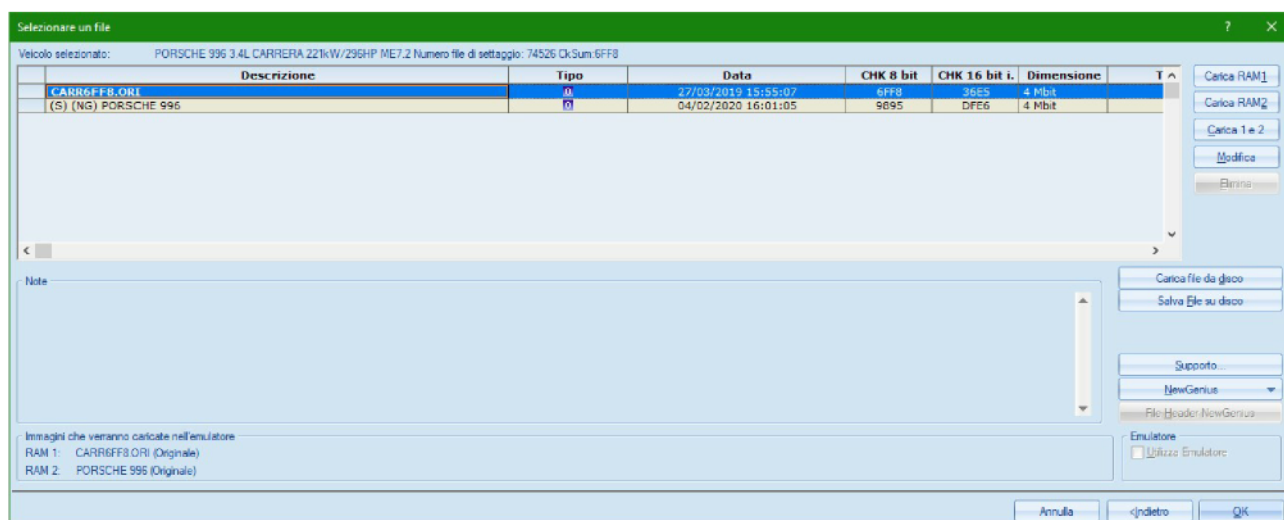 Selezionare un file ? ×
Veicolo selezionato: PORSCHE 996 3.4L CARRERA 221kW/296HP ME7.2 Numero file di settaggio: 74526 CkSum:6FF8
Descrizione Tipo Data CHK 8 bit CHK 16 bit i. Dimensione T
CARR6FF8.ORI O 27/03/2019 15:55:07 6FF8 36E5 4 Mbit
(S) (NG) PORSCHE 996 O 04/02/2020 16:01:05 9895 DFE6 4 Mbit
Carica RAM1
Carica RAM2
Carica 1 e 2
Modifica
Elimina
Note
Carica file da disco
Salva File su disco
Supporto...
NewGenius
File Header NewGenius
Immagini che verranno caricate nell'emulatore
RAM 1: CARR6FF8.ORI (Originale)
RAM 2: PORSCHE 996 (Originale)
Emulatore
Utilizza Emulatore
Annulla <Indietro OK